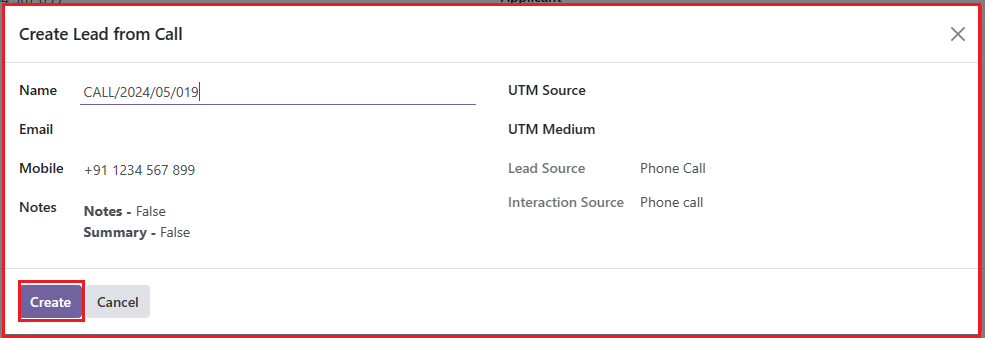 Create Lead from Call
Name CALL/2024/05/019 UTM Source
Email UTM Medium
Mobile +91 1234 567 899 Lead Source Phone Call
Notes Notes - False Interaction Source Phone call
Summary - False
Create Cancel